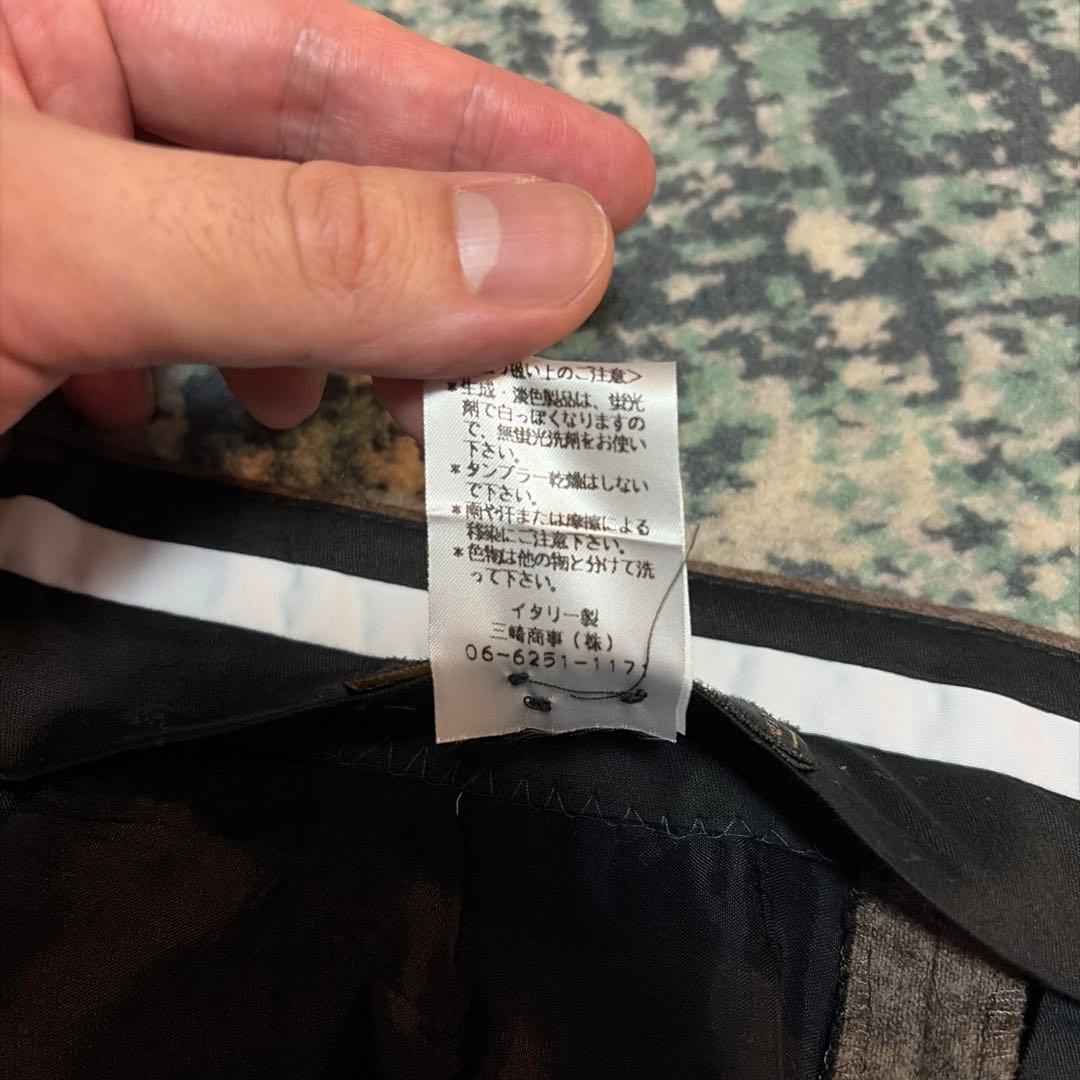 扱い上のご注意>
*生成・淡色製品は、蛍光
剤で白っぽくなりますの
で、無蛍光洗剤をお使い
下さい。
*タンブラー乾燥はしない
で下さい。
*雨や汗または摩擦による
移染にご注意下さい。
*色物は他の物と分けて洗
って下さい。
イタリー製
三崎商事(株)
06-6251-117